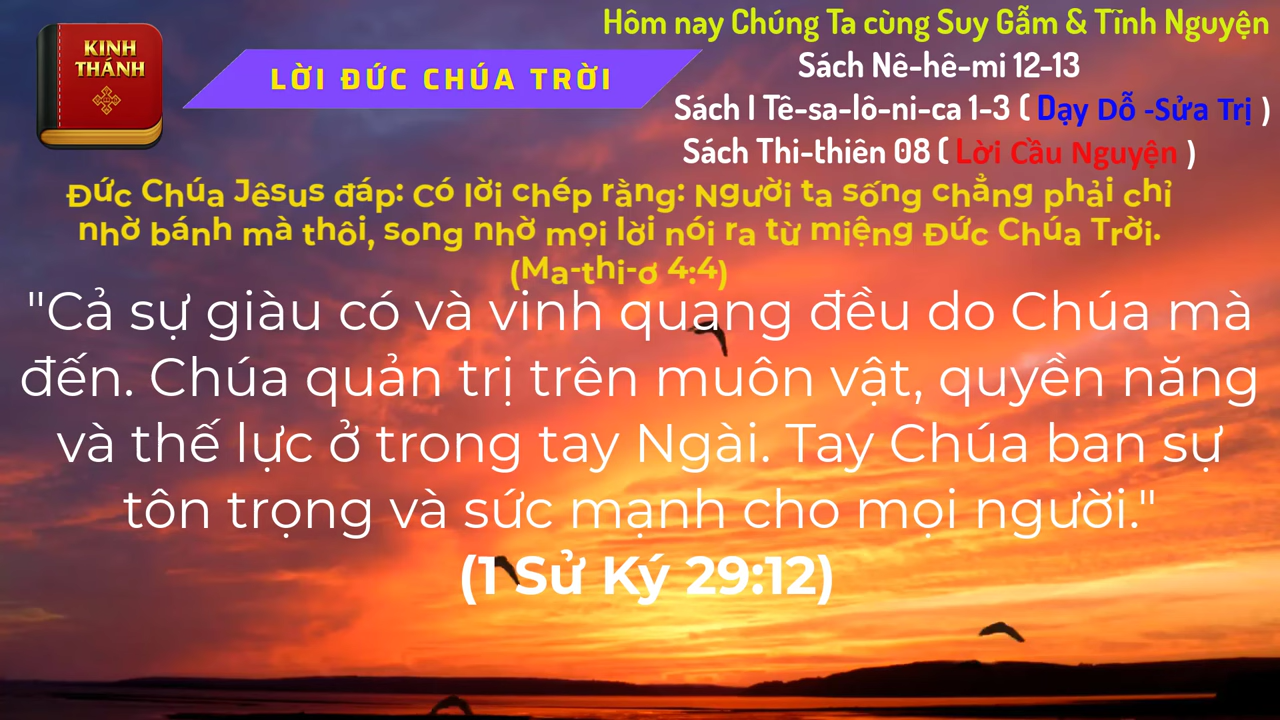 KINH
THÁNH
LỜI ĐỨC CHÚA TRỜI
Hôm nay Chúng Ta cùng Suy Gẫm & Tĩnh Nguyện
Sách Nê-hê-mi 12-13
Sách I Tê-sa-lô-ni-ca 1-3 ( Dạy Dỗ -Sửa Trị )
Sách Thi-thiên 08 ( Lời Cầu Nguyện )
Đức Chúa Jêsus đáp: Có lời chép rằng: Người ta sống chẳng phải chỉ
nhờ bánh mà thôi, song nhờ mọi lời nói ra từ miệng Đức Chúa Trời.
(Ma-thi-ơ 4:4)
"Cả sự giàu có và vinh quang đều do Chúa mà
đến. Chúa quản trị trên muôn vật, quyền năng
và thế lực ở trong tay Ngài. Tay Chúa ban sự
tôn trọng và sức mạnh cho mọi người."
(1 Sử Ký 29:12)